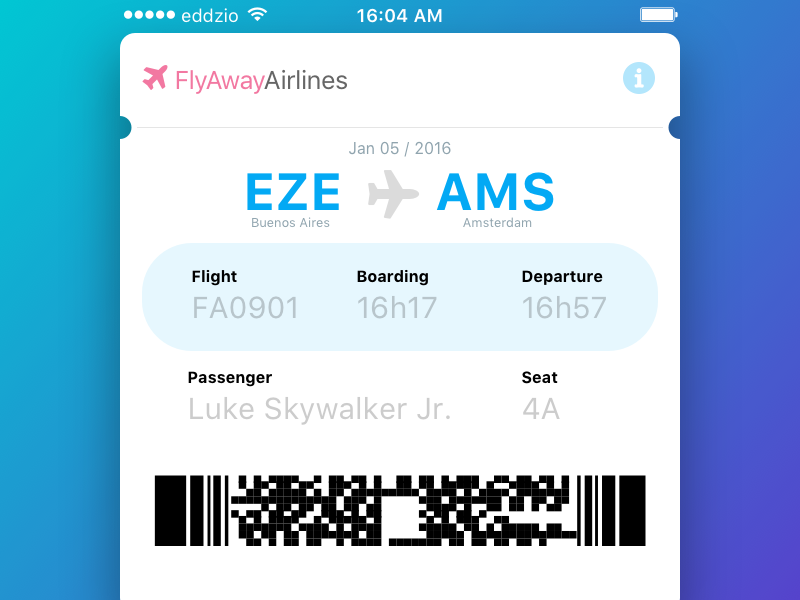 eddzio 16:04 AM
FlyAwayAirlines
Jan 05 / 2016
EZE AMS
Buenos Aires Amsterdam
Flight Boarding Departure
FA0901 16h17 16h57
Passenger Seat
Luke Skywalker Jr. 4A